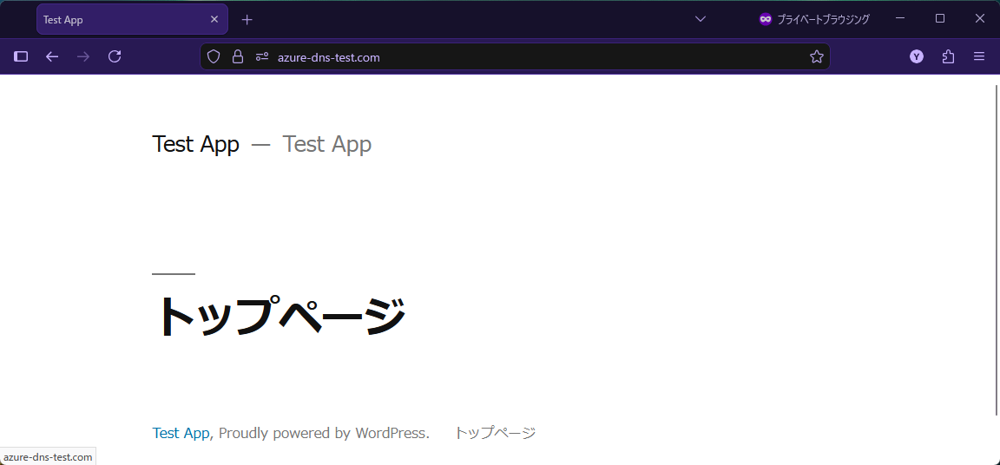 Test App
プライベートブラウジング
Y
azure-dns-test.com
Test App — Test App
トップページ
Test App, Proudly powered by WordPress. トップページ
azure-dns-test.com